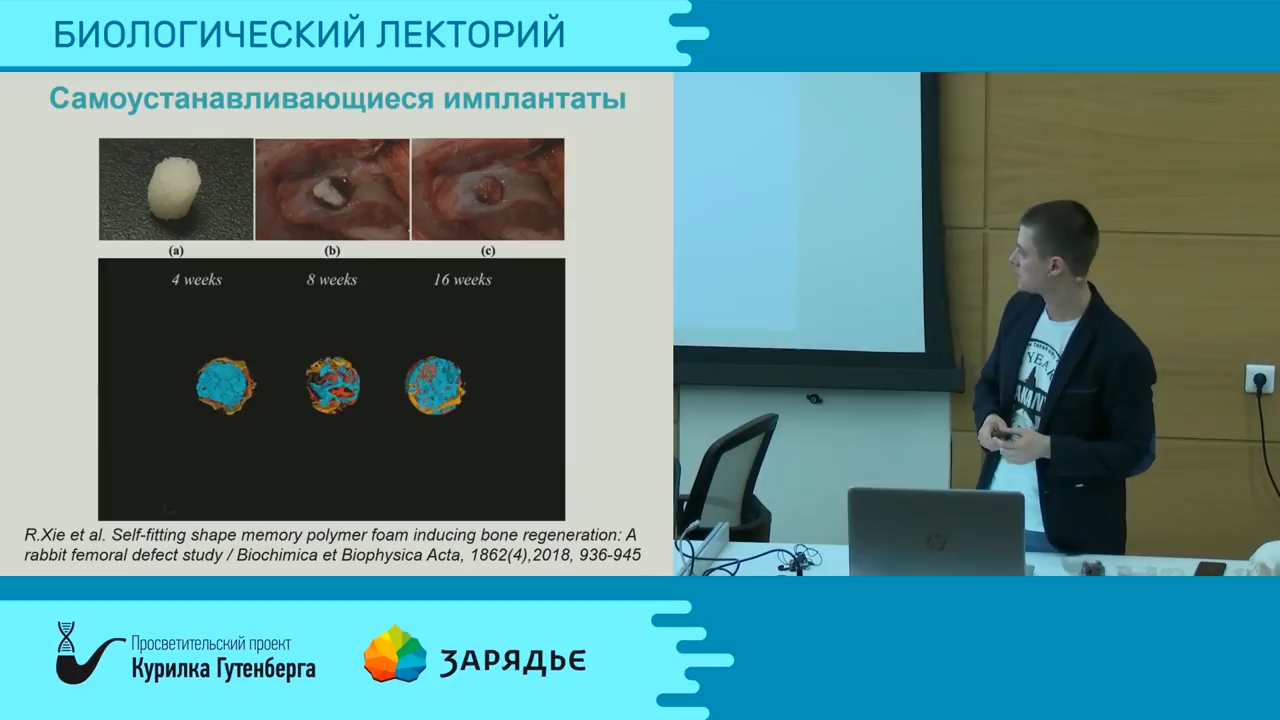 БИОЛОГИЧЕСКИЙ ЛЕКТОРИЙ
Самоустанавливающиеся имплантаты
(a) (b) (c)
4 weeks 8 weeks 16 weeks
R.Xie et al. Self-fitting shape memory polymer foam inducing bone regeneration: A
rabbit femoral defect study / Biochimica et Biophysica Acta, 1862(4),2018, 936-945
YEAR
Просветительский проект
Курилка Гутенберга
ЗАРЯДЬЕ